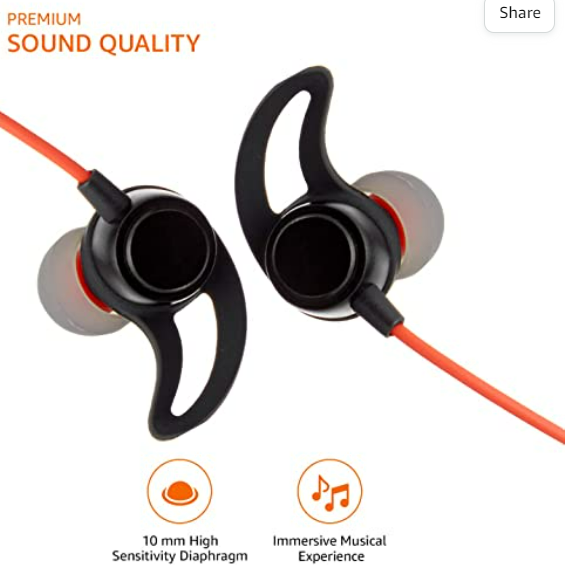 PREMIUM
SOUND QUALITY
Share
10 mm High
Sensitivity Diaphragm
Immersive Musical
Experience